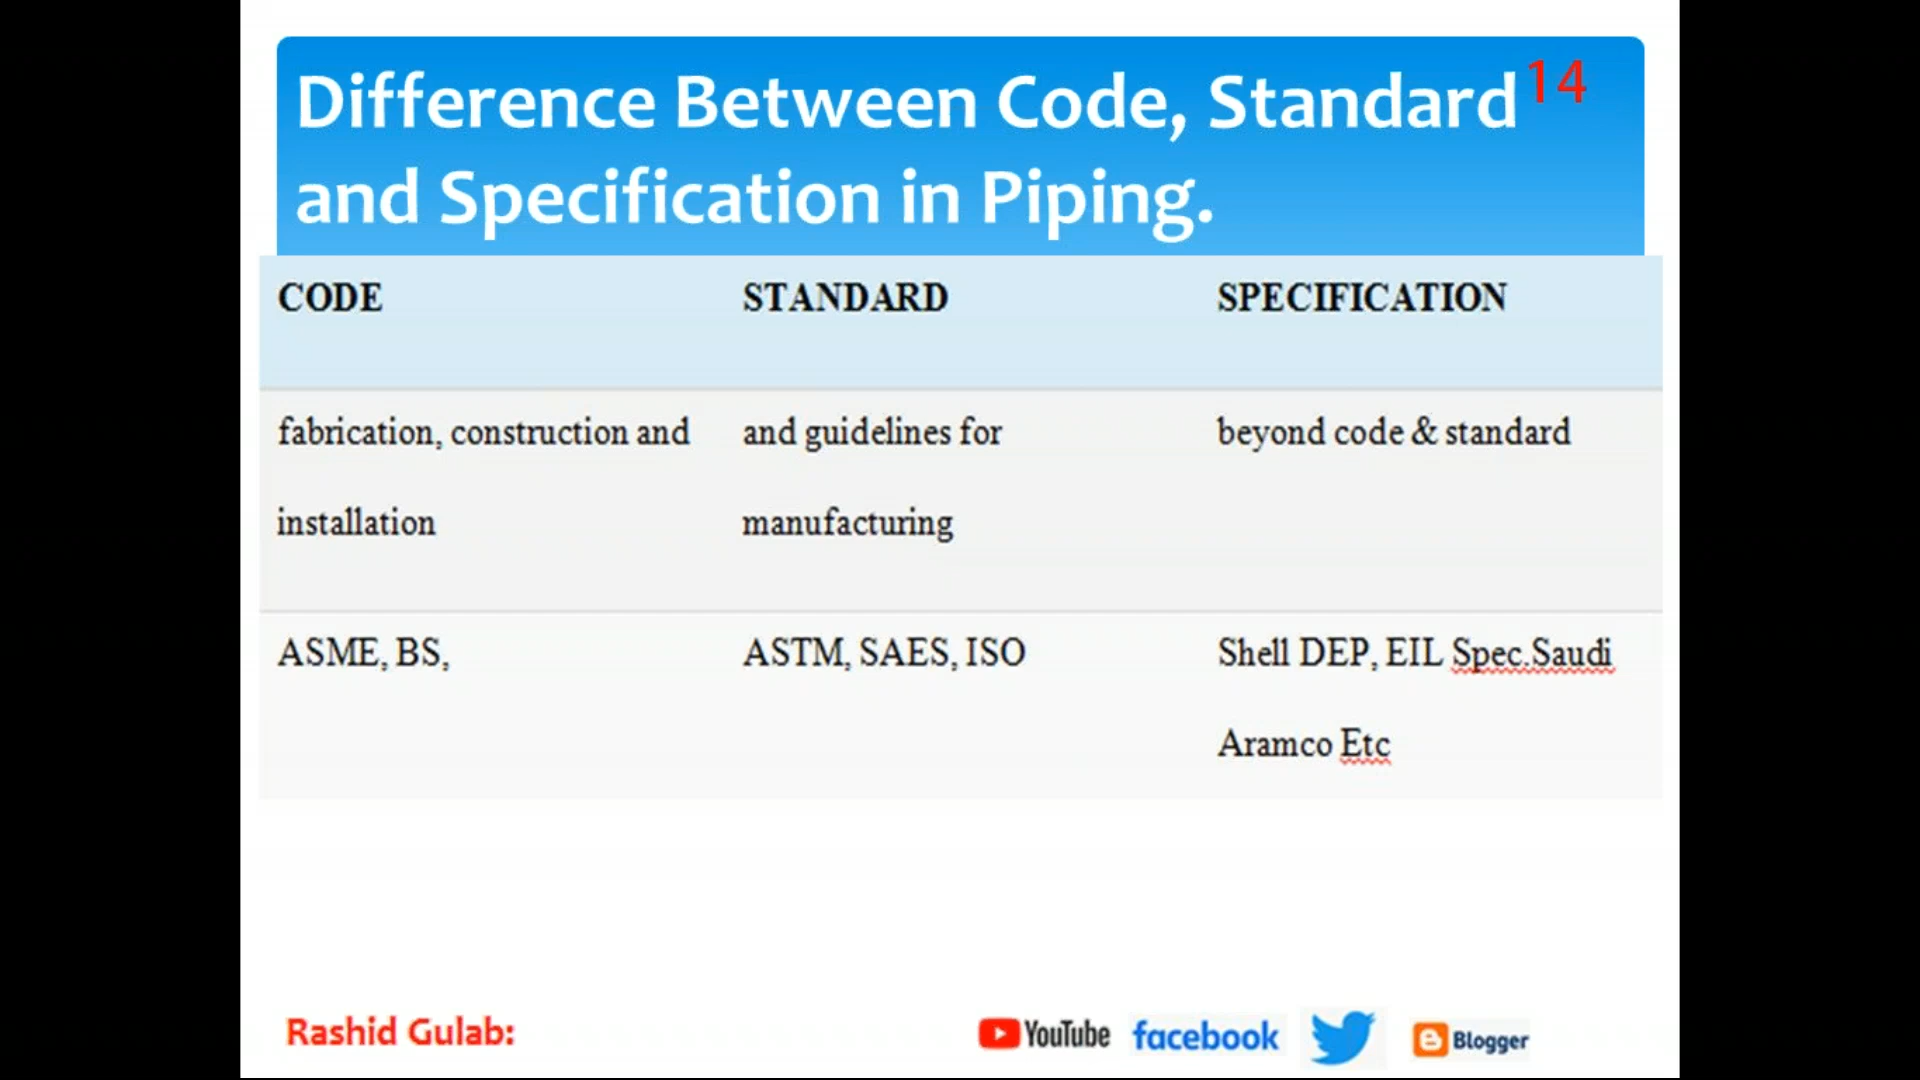 Difference Between Code, Standard 14
and Specification in Piping.
CODE STANDARD SPECIFICATION
fabrication, construction and and guidelines for beyond code & standard
installation manufacturing
ASME, BS, ASTM, SAES, ISO Shell DEP, EIL Spec.Saudi
Aramco Etc
Rashid Gulab: YouTube facebook Blogger